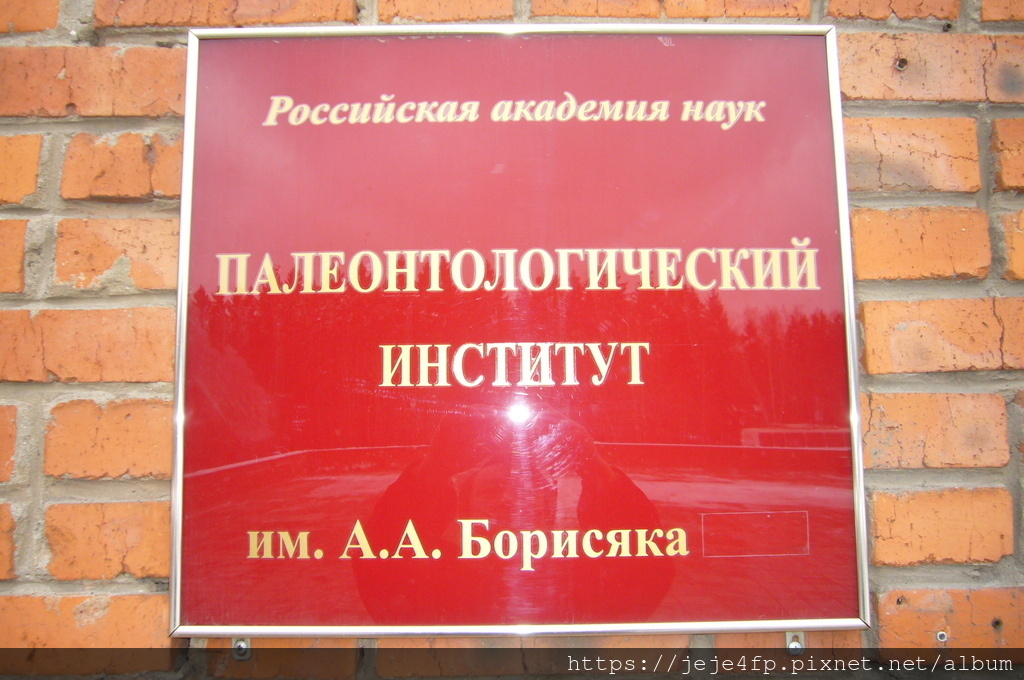 Российская академия наук
ПАЛЕОНТОЛОГИЧЕСКИЙ
ИНСТИТУТ
им. А.А. Борисяка
https://jeje4fp.pixnet.net/album